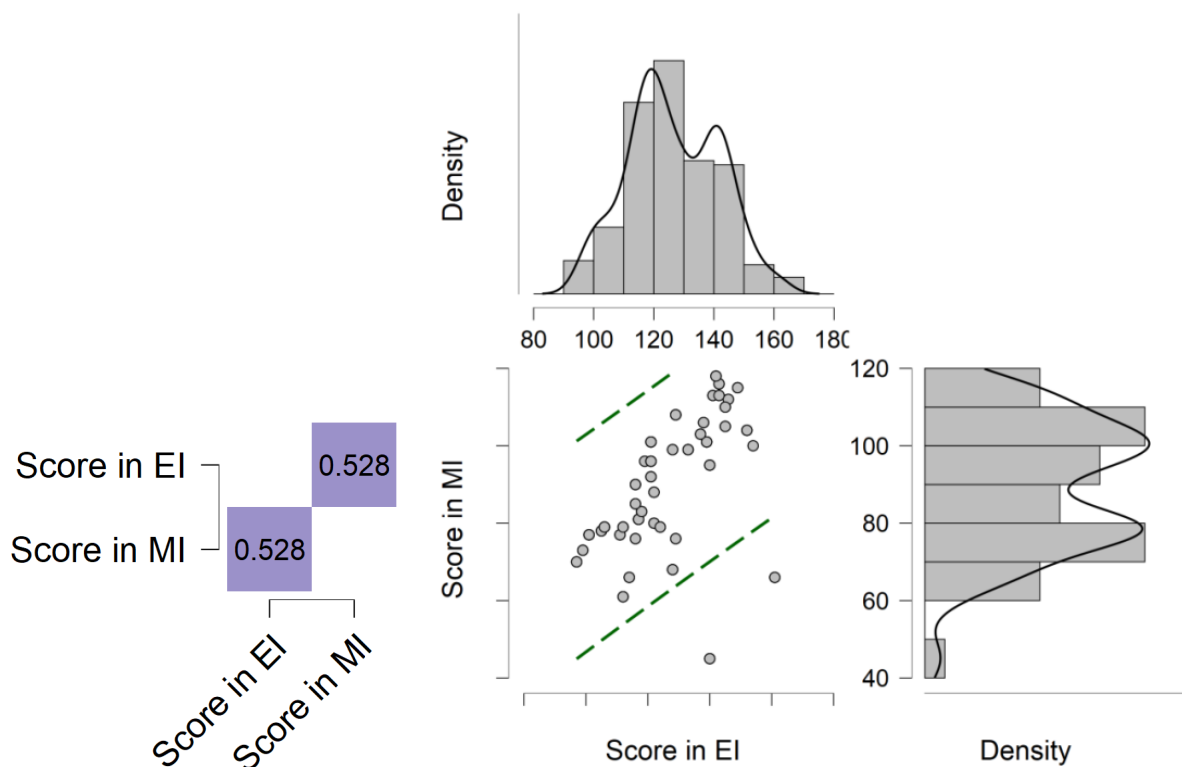 Density
80 100 120 140 160 180
Score in EI 0.528
Score in MI 0.528
Score in EI
Score in MI
Score in MI
120
100
80
60
40
Score in EI
Density